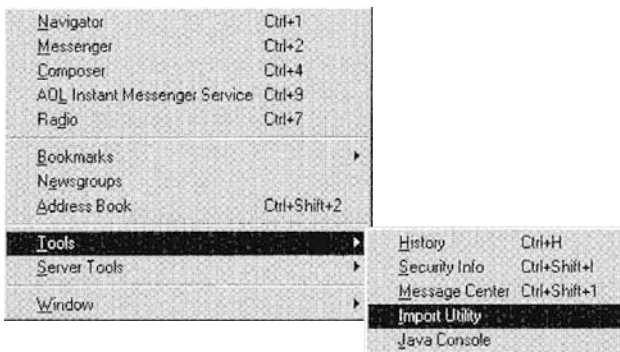 Navigator Ctrl+1
Messenger Ctrl+2
Composer Ctrl+4
AOL Instant Messenger Service Ctrl+9
Radio Ctrl+7
Bookmarks
Newsgroups
Address Book Ctrl+Shift+2
Tools
Server Tools
Window
History Ctrl+H
Security Info Ctrl+Shift+I
Message Center Ctrl+Shift+1
Import Utility
Java Console